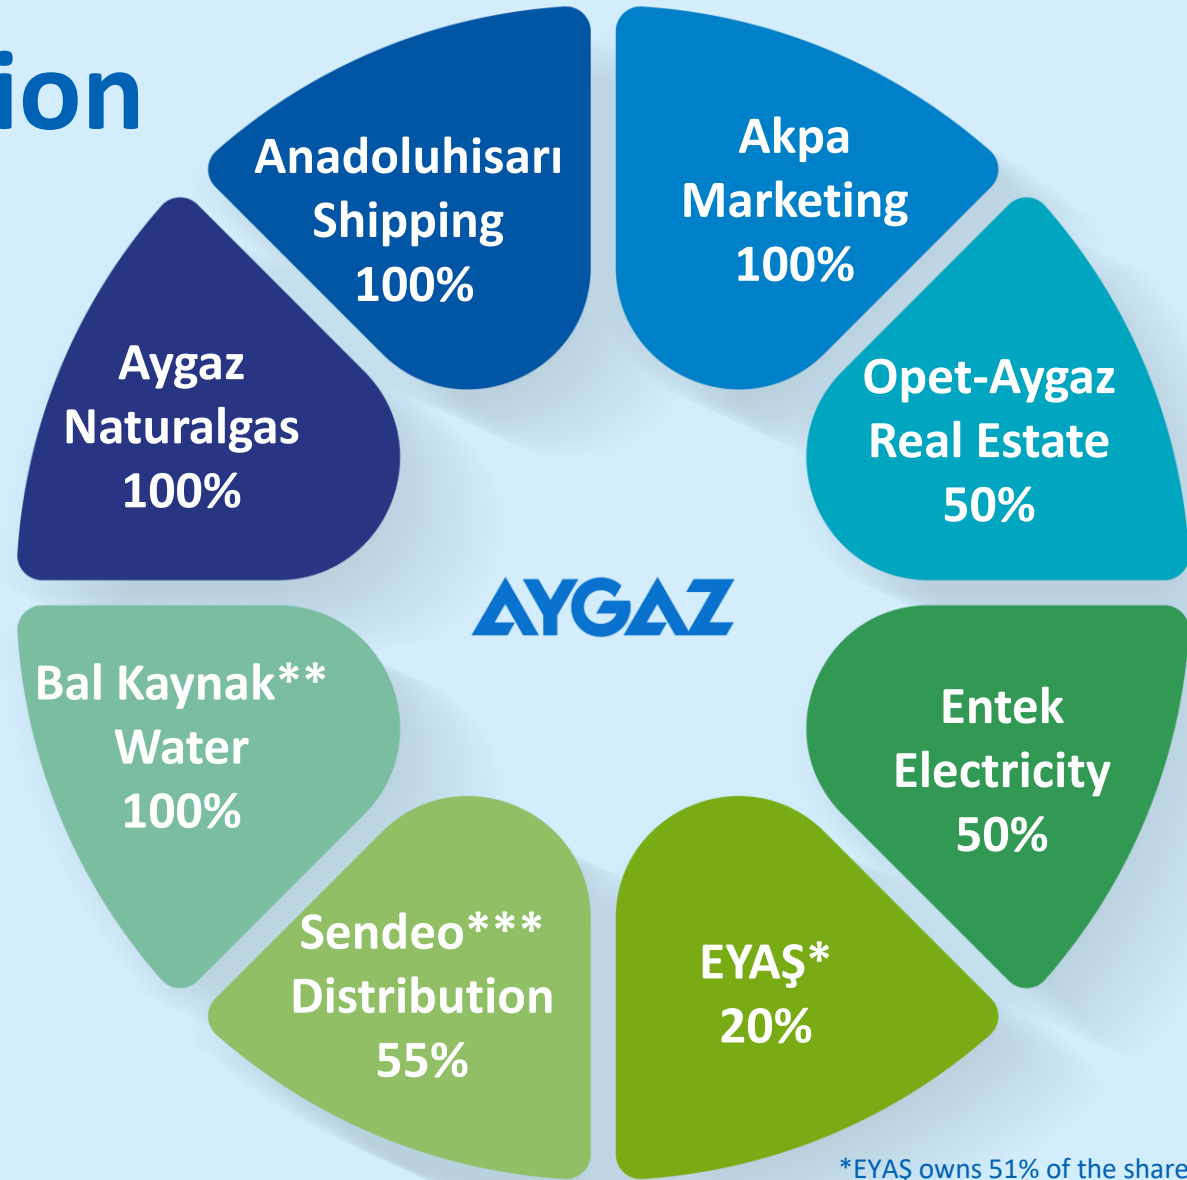 ion
Anadoluhisarı
Shipping
100%
Akpa
Marketing
100%
Aygaz
Naturalgas
100%
Opet-Aygaz
Real Estate
50%
AYGAZ
Bal Kaynak**
Water
100%
Entek
Electricity
50%
Sendeo***
Distribution
55%
EYAŞ*
20%
*EYAŞ owns 51% of the share